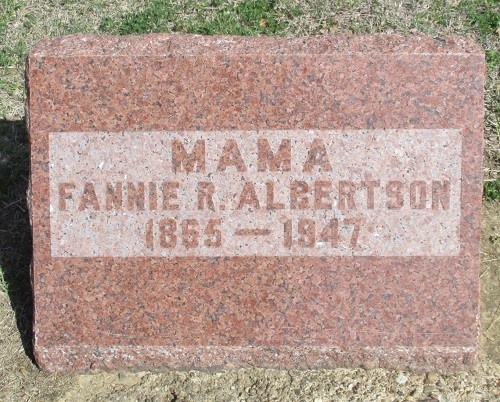 MAMA
FANNIE R. ALBERTSON
1865 — 1947